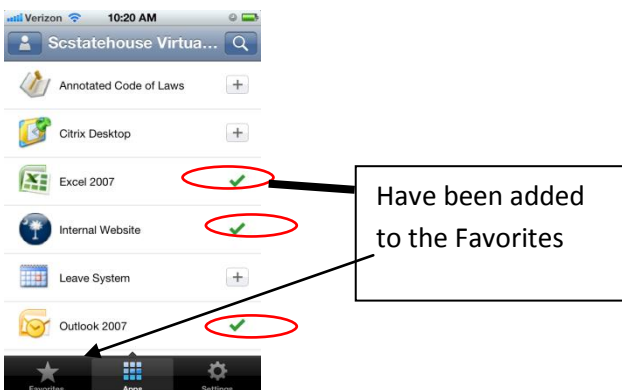 Verizon 10:20 AM
Scstatehouse Virtua...
Annotated Code of Laws
Citrix Desktop
Excel 2007
Have been added
to the Favorites
Internal Website
Leave System
Outlook 2007
Favorites Apps Settings